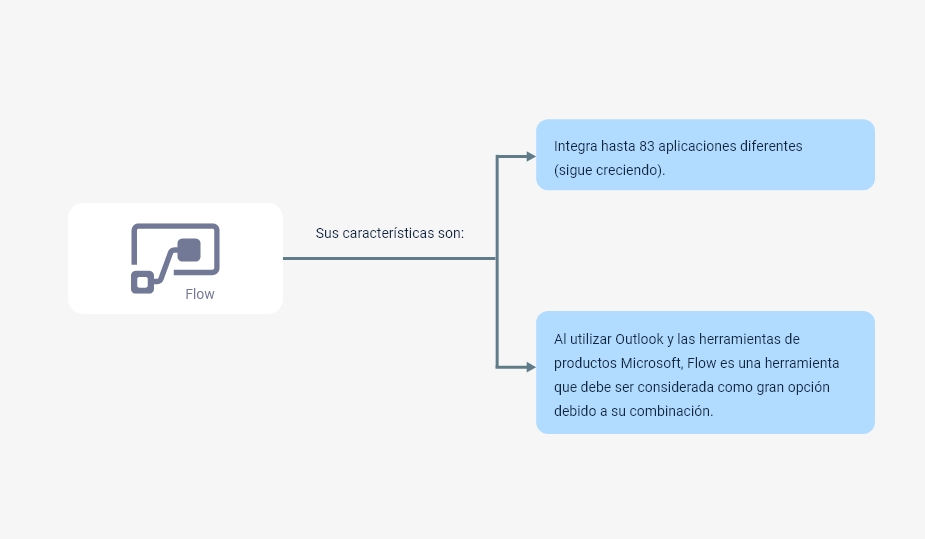 Flow
Sus características son:
Integra hasta 83 aplicaciones diferentes
(sigue creciendo).
Al utilizar Outlook y las herramientas de
productos Microsoft, Flow es una herramienta
que debe ser considerada como gran opción
debido a su combinación.